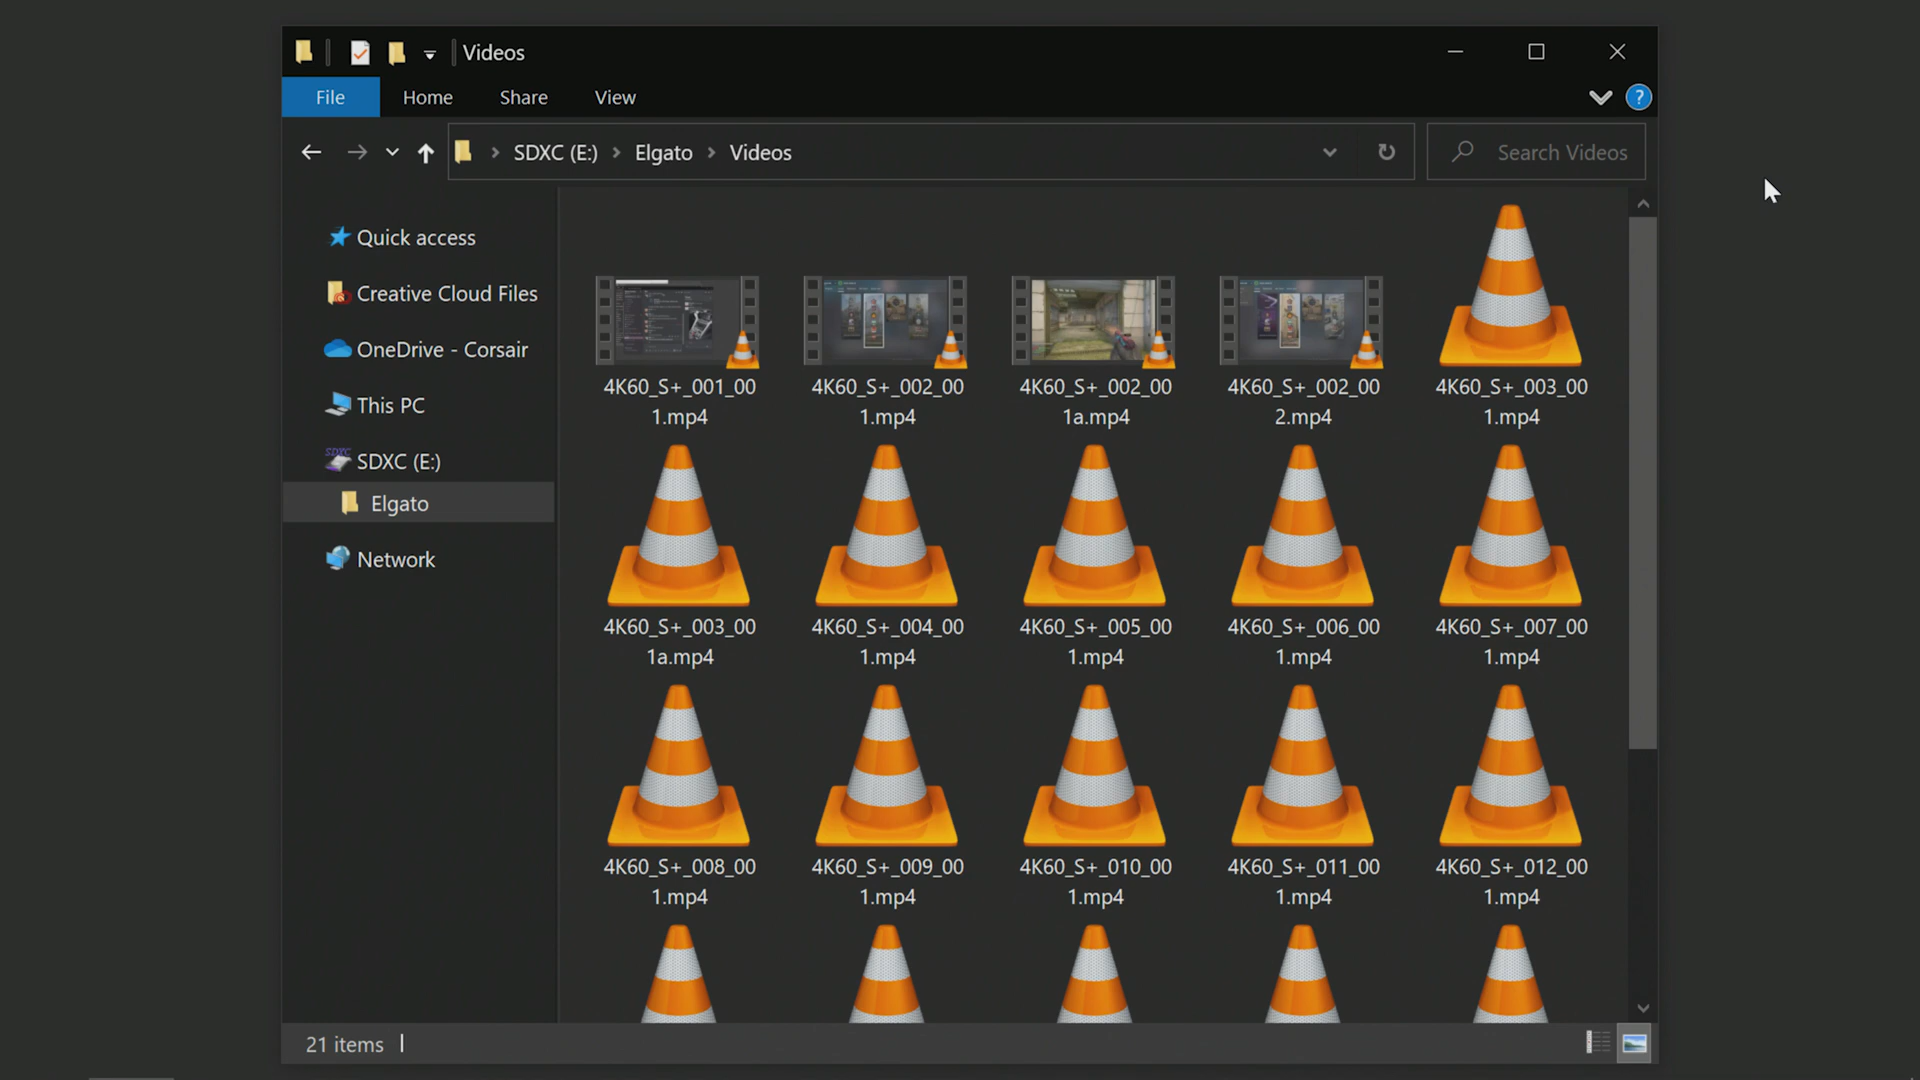 Videos
File Home Share View
?
SDXC (E:) Elgato Videos
Search Videos
Quick access
Creative Cloud Files
OneDrive - Corsair
This PC
SDXC (E:)
Elgato
Network
4K60_S+_001_00
1.mp4
4K60_S+_002_00
1.mp4
4K60_S+_002_00
1a.mp4
4K60_S+_002_00
2.mp4
4K60_S+_003_00
1.mp4
4K60_S+_003_00
1a.mp4
4K60_S+_004_00
1.mp4
4K60_S+_005_00
1.mp4
4K60_S+_006_00
1.mp4
4K60_S+_007_00
1.mp4
4K60_S+_008_00
1.mp4
4K60_S+_009_00
1.mp4
4K60_S+_010_00
1.mp4
4K60_S+_011_00
1.mp4
4K60_S+_012_00
1.mp4
21 items